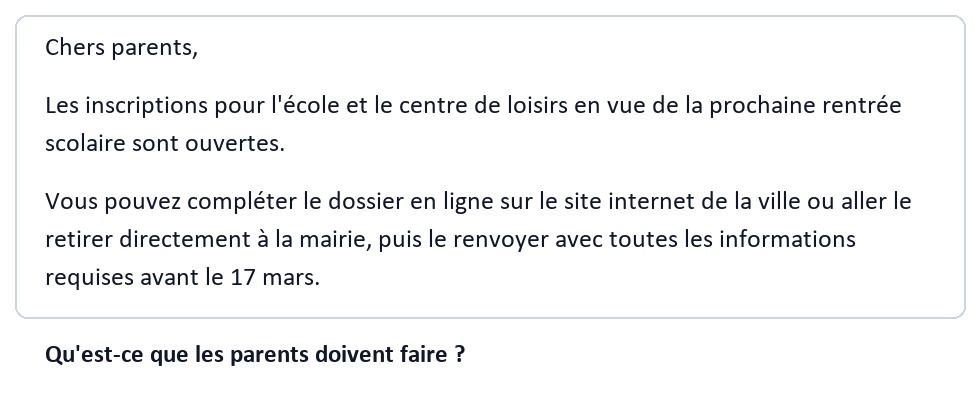 Chers parents,
Les inscriptions pour l'école et le centre de loisirs en vue de la prochaine rentrée
scolaire sont ouvertes.
Vous pouvez compléter le dossier en ligne sur le site internet de la ville ou aller le
retirer directement à la mairie, puis le renvoyer avec toutes les informations
requises avant le 17 mars.
Qu'est-ce que les parents doivent faire ?